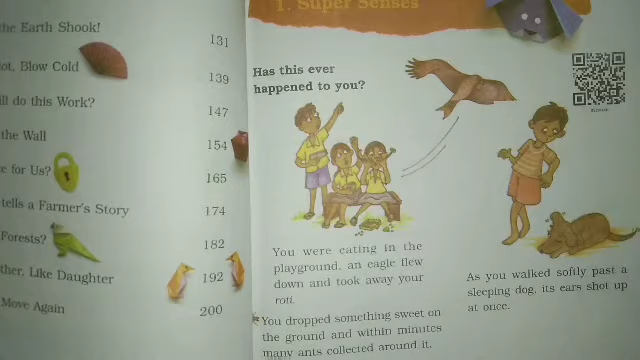 the Earth Shook!
131
ot, Blow Cold
139
ll do this Work?
147
the Wall
154
e for Us?
165
tells a Farmer's Story
174
Forests?
182
ther, Like Daughter
192
Move Again
200
1. Super Senses
Has this ever
happened to you?
You were eating in the
playground, an eagle flew
down and took away your
roti.
You dropped something sweet on
the ground and within minutes
many ants collected around it.
As you walked softly past a
sleeping dog, its ears shot up
at once.